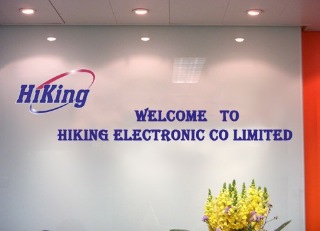 HiKing
WELCOME TO
HIKING ELECTRONIC CO LIMITED